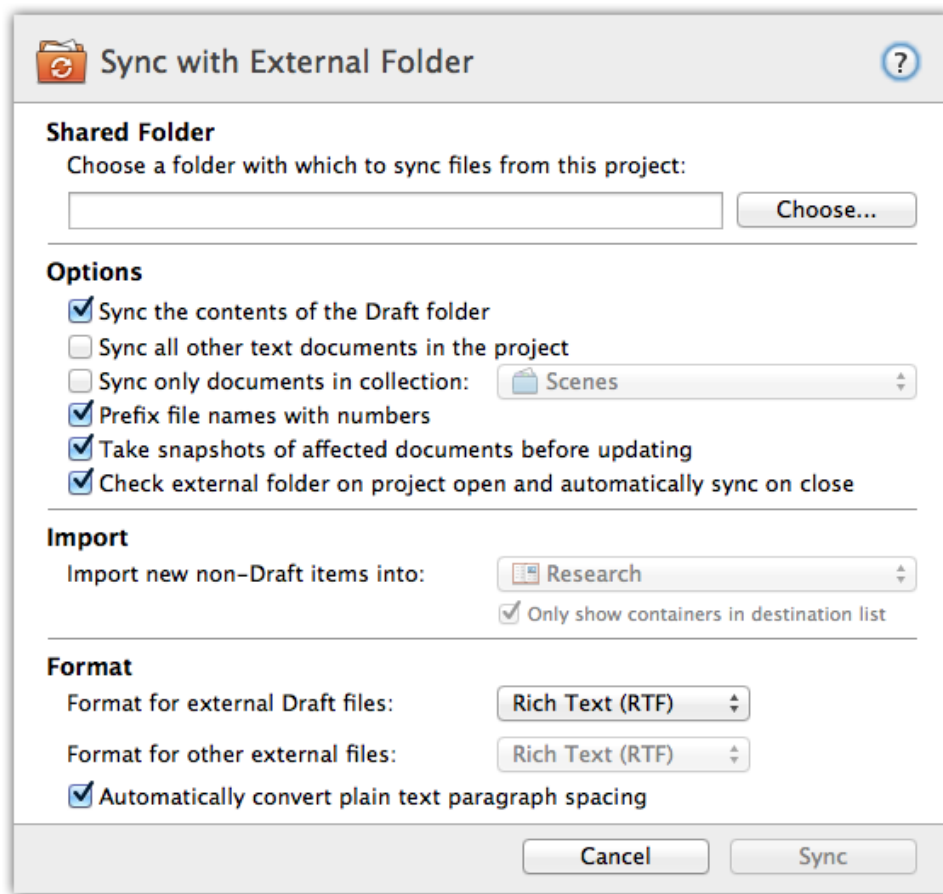 Sync with External Folder
?
Shared Folder
Choose a folder with which to sync files from this project:
Choose...
Options
Sync the contents of the Draft folder
Sync all other text documents in the project
Sync only documents in collection: Scenes
Prefix file names with numbers
Take snapshots of affected documents before updating
Check external folder on project open and automatically sync on close
Import
Import new non-Draft items into: Research
Only show containers in destination list
Format
Format for external Draft files: Rich Text (RTF)
Format for other external files: Rich Text (RTF)
Automatically convert plain text paragraph spacing
Cancel Sync